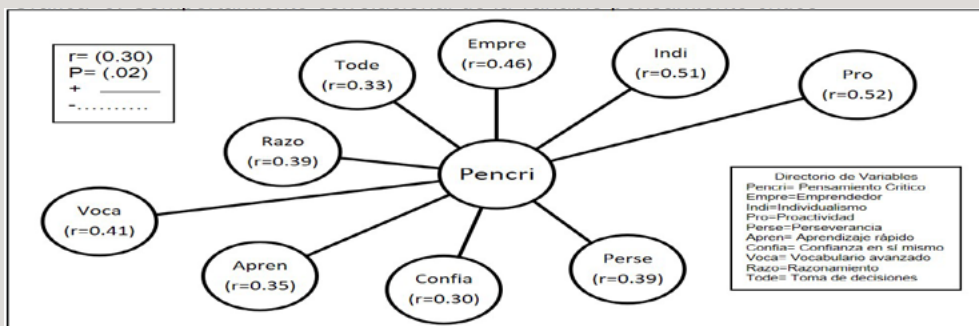 r= (0.30)
P= (.02)
+ ______
-..........
Tode
(r=0.33)
Empre
(r=0.46)
Indi
(r=0.51)
Pro
(r=0.52)
Razo
(r=0.39)
Pencri
Voca
(r=0.41)
Apren
(r=0.35)
Confia
(r=0.30)
Perse
(r=0.39)
Directorio de Variables
Pencri= Pensamiento Crítico
Empre=Emprendedor
Indi=Individualismo
Pro=Proactividad
Perse=Perseverancia
Apren= Aprendizaje rápido
Confia= Confianza en sí mismo
Voca= Vocabulario avanzado
Razo=Razonamiento
Tode= Toma de decisiones